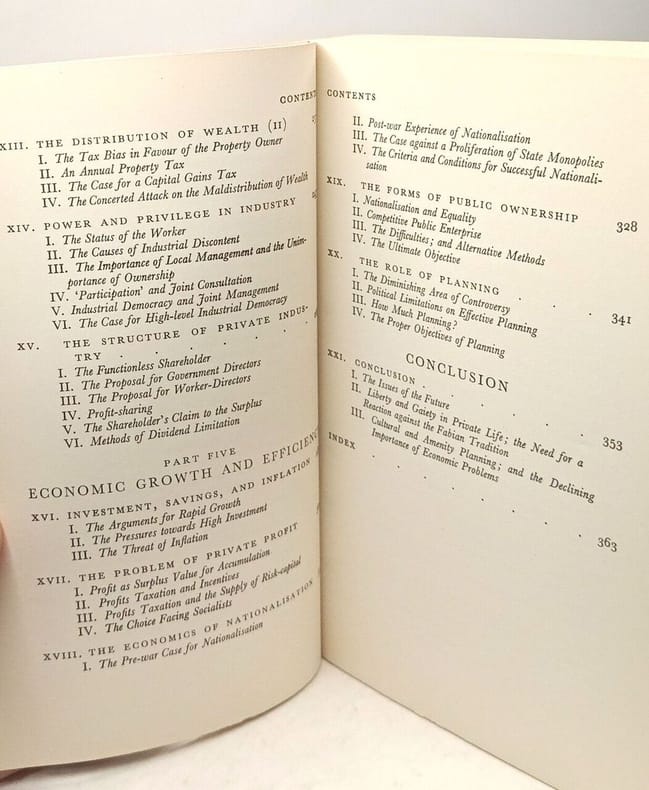 CONTENT
XIII. THE DISTRIBUTION OF WEALTH (II)
I. The Tax Bias in Favour of the Property Owner
II. An Annual Property Tax
III. The Case for a Capital Gains Tax
IV. The Concerted Attack on the Maldistribution of Wealth
XIV. POWER AND PRIVILEGE IN INDUSTRY
I. The Status of the Worker
II. The Causes of Industrial Discontent
III. The Importance of Local Management and the Unim-
portance of Ownership
IV. 'Participation' and Joint Consultation
V. Industrial Democracy and Joint Management
VI. The Case for High-level Industrial Democracy
XV. THE STRUCTURE OF PRIVATE INDUS-
TRY . . . . . .
I. The Functionless Shareholder
II. The Proposal for Government Directors
III. The Proposal for Worker-Directors
IV. Profit-sharing
V. The Shareholder's Claim to the Surplus
VI. Methods of Dividend Limitation
PART FIVE
ECONOMIC GROWTH AND EFFICIENC
XVI. INVESTMENT, SAVINGS, AND INFLATION
I. The Arguments for Rapid Growth
II. The Pressures towards High Investment
III. The Threat of Inflation
XVII. THE PROBLEM OF PRIVATE PROFIT
I. Profit as Surplus Value for Accumulation
II. Profits Taxation and Incentives
III. Profits Taxation and the Supply of Risk-capital
IV. The Choice Facing Socialists
XVIII. THE ECONOMICS OF NATIONALISATION
I. The Pre-war Case for Nationalisation
CONTENTS
II. Post-war Experience of Nationalisation
III. The Case against a Proliferation of State Monopolies
IV. The Criteria and Conditions for Successful Nationali-
sation
XIX. THE FORMS OF PUBLIC OWNERSHIP 328
I. Nationalisation and Equality
II. Competitive Public Enterprise
III. The Difficulties; and Alternative Methods
IV. The Ultimate Objective
XX. THE ROLE OF PLANNING . . . 341
I. The Diminishing Area of Controversy
II. Political Limitations on Effective Planning
III. How Much Planning?
IV. The Proper Objectives of Planning
CONCLUSION
XXI. CONCLUSION . . . . . 353
I. The Issues of the Future
II. Liberty and Gaiety in Private Life; the Need for a
Reaction against the Fabian Tradition
III. Cultural and Amenity Planning; and the Declining
Importance of Economic Problems
INDEX . . . . . . 363